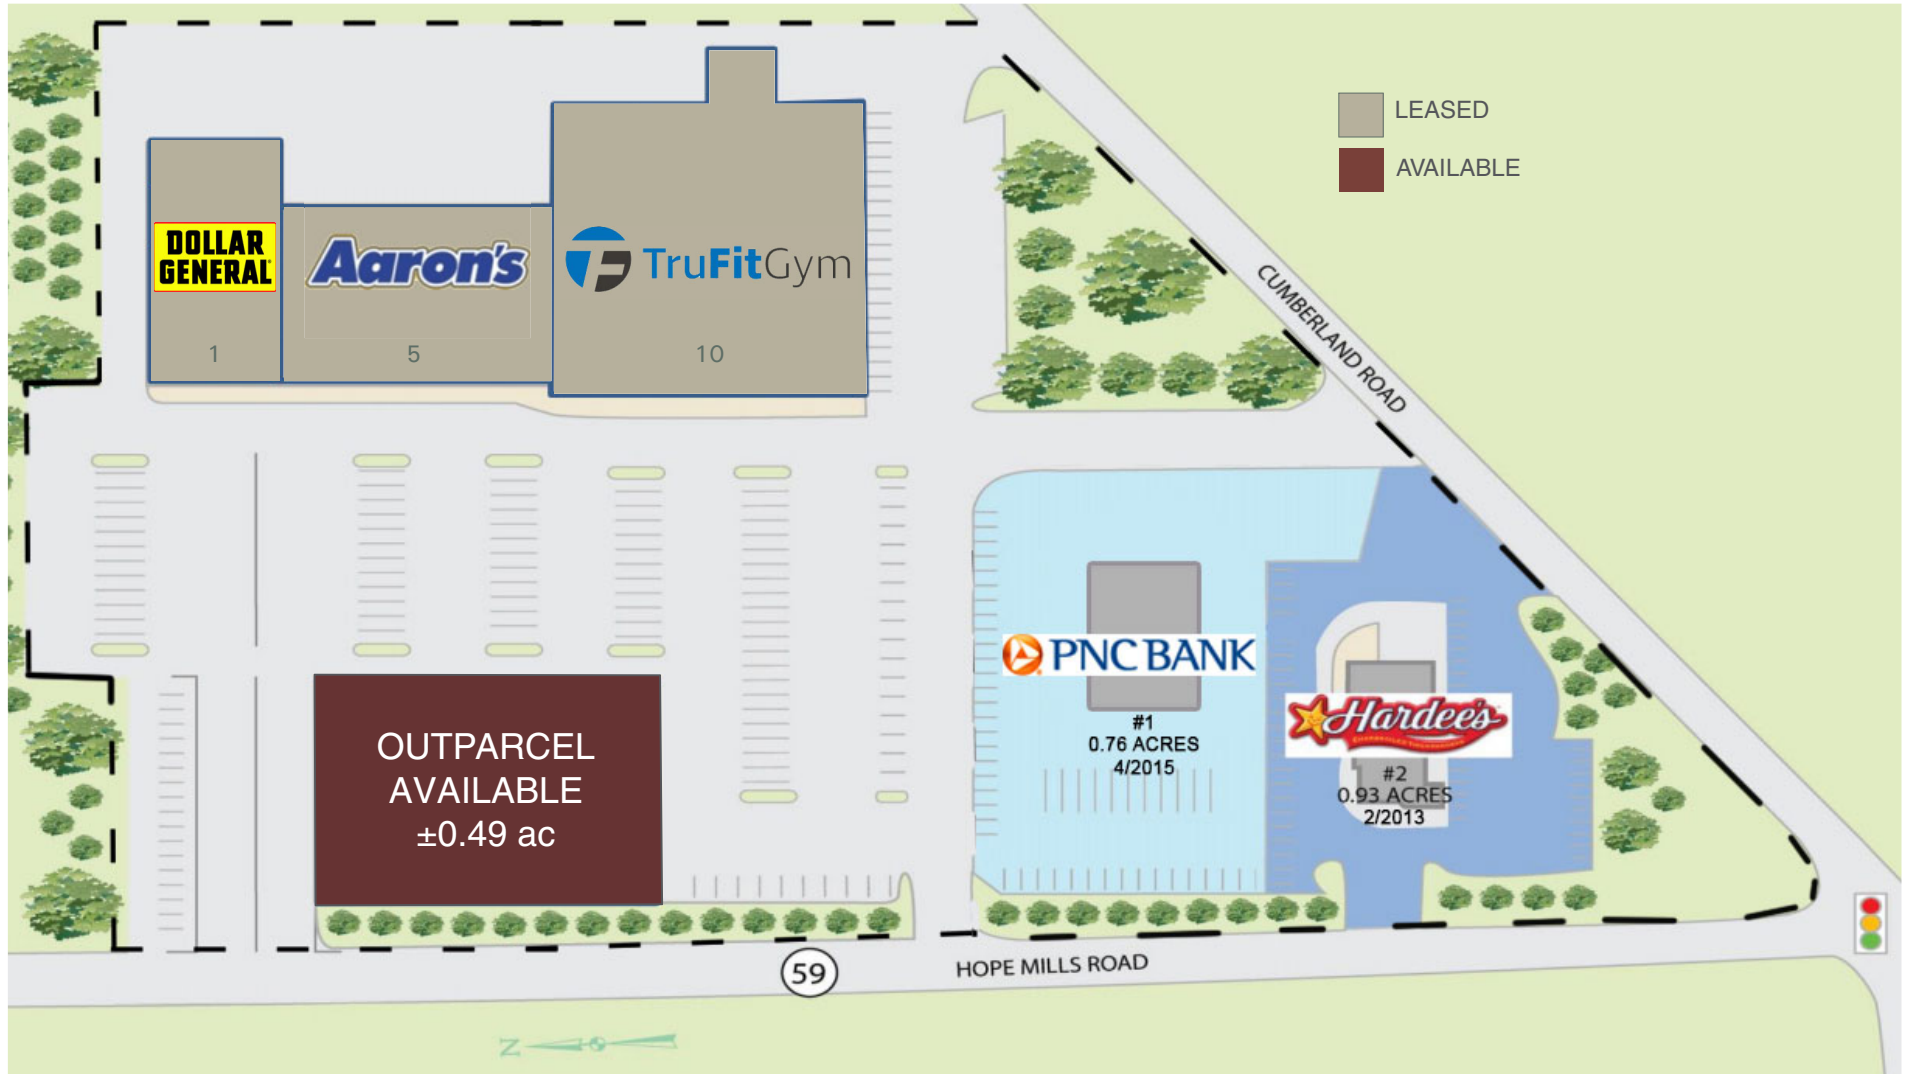 LEASED
AVAILABLE
DOLLAR
GENERAL
Aaron's
TruFitGym
1
5
10
CUMBERLAND ROAD
PNC BANK
#1
0.76 ACRES
4/2015
Hardee's
#2
0.93 ACRES
2/2013
OUTPARCEL
AVAILABLE
±0.49 ac
59
HOPE MILLS ROAD
N